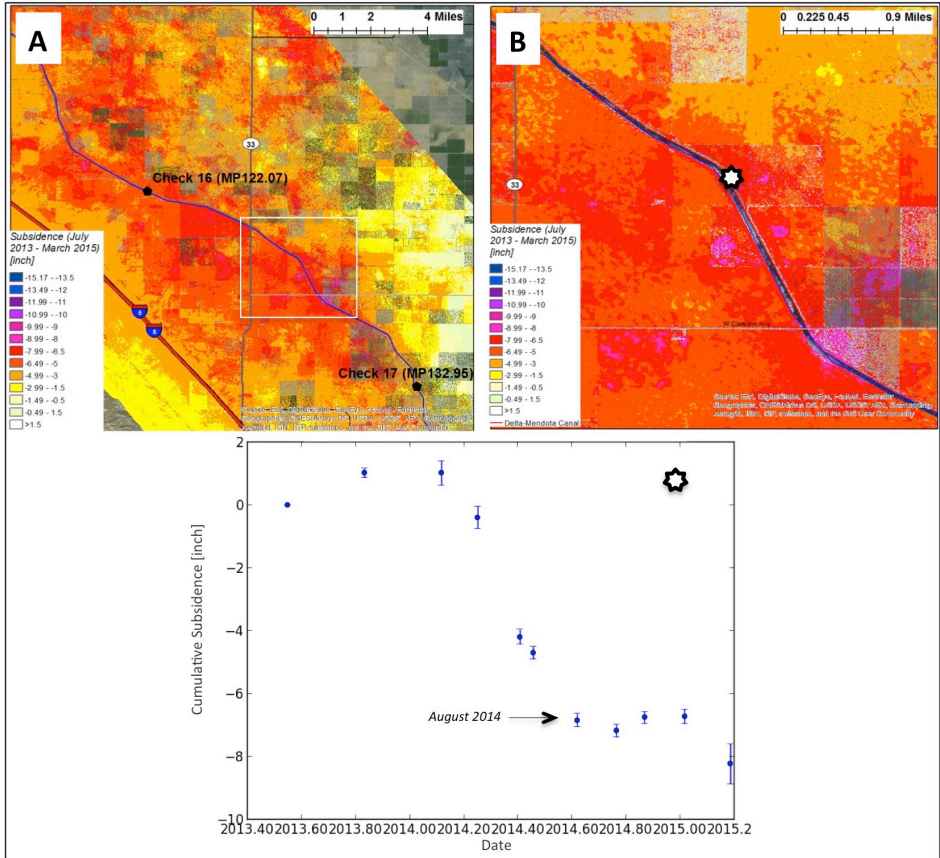 A
0 1 2 4 Miles
33
Check 16 (MP122.07)
Subsidence (July
2013 - March 2015)
[inch]
-15.17 - -13.5
-13.49 - -12
-11.99 - -11
-10.99 - -10
-9.99 - -9
-8.99 - -8
-7.99 - -6.5
-6.49 - -5
-4.99 - -3
-2.99 - -1.5
-1.49 - -0.5
-0.49 - 1.5
>1.5
5
5
Check 17 (MP132.95)
B
0 0.225 0.45 0.9 Miles
33
Subsidence (July
2013 - March 2015)
[inch]
-15.17 - -13.5
-13.49 - -12
-11.99 - -11
-10.99 - -10
-9.99 - -9
-8.99 - -8
-7.99 - -6.5
-6.49 - -5
-4.99 - -3
-2.99 - -1.5
-1.49 - -0.5
-0.49 - 1.5
>1.5
Delta-Mendota Canal
2
0
−2
−4
−6
−8
−10
Cumulative Subsidence [inch]
August 2014
2013.40 2013.60 2013.80 2014.00 2014.20 2014.40 2014.60 2014.80 2015.00 2015.2
Date